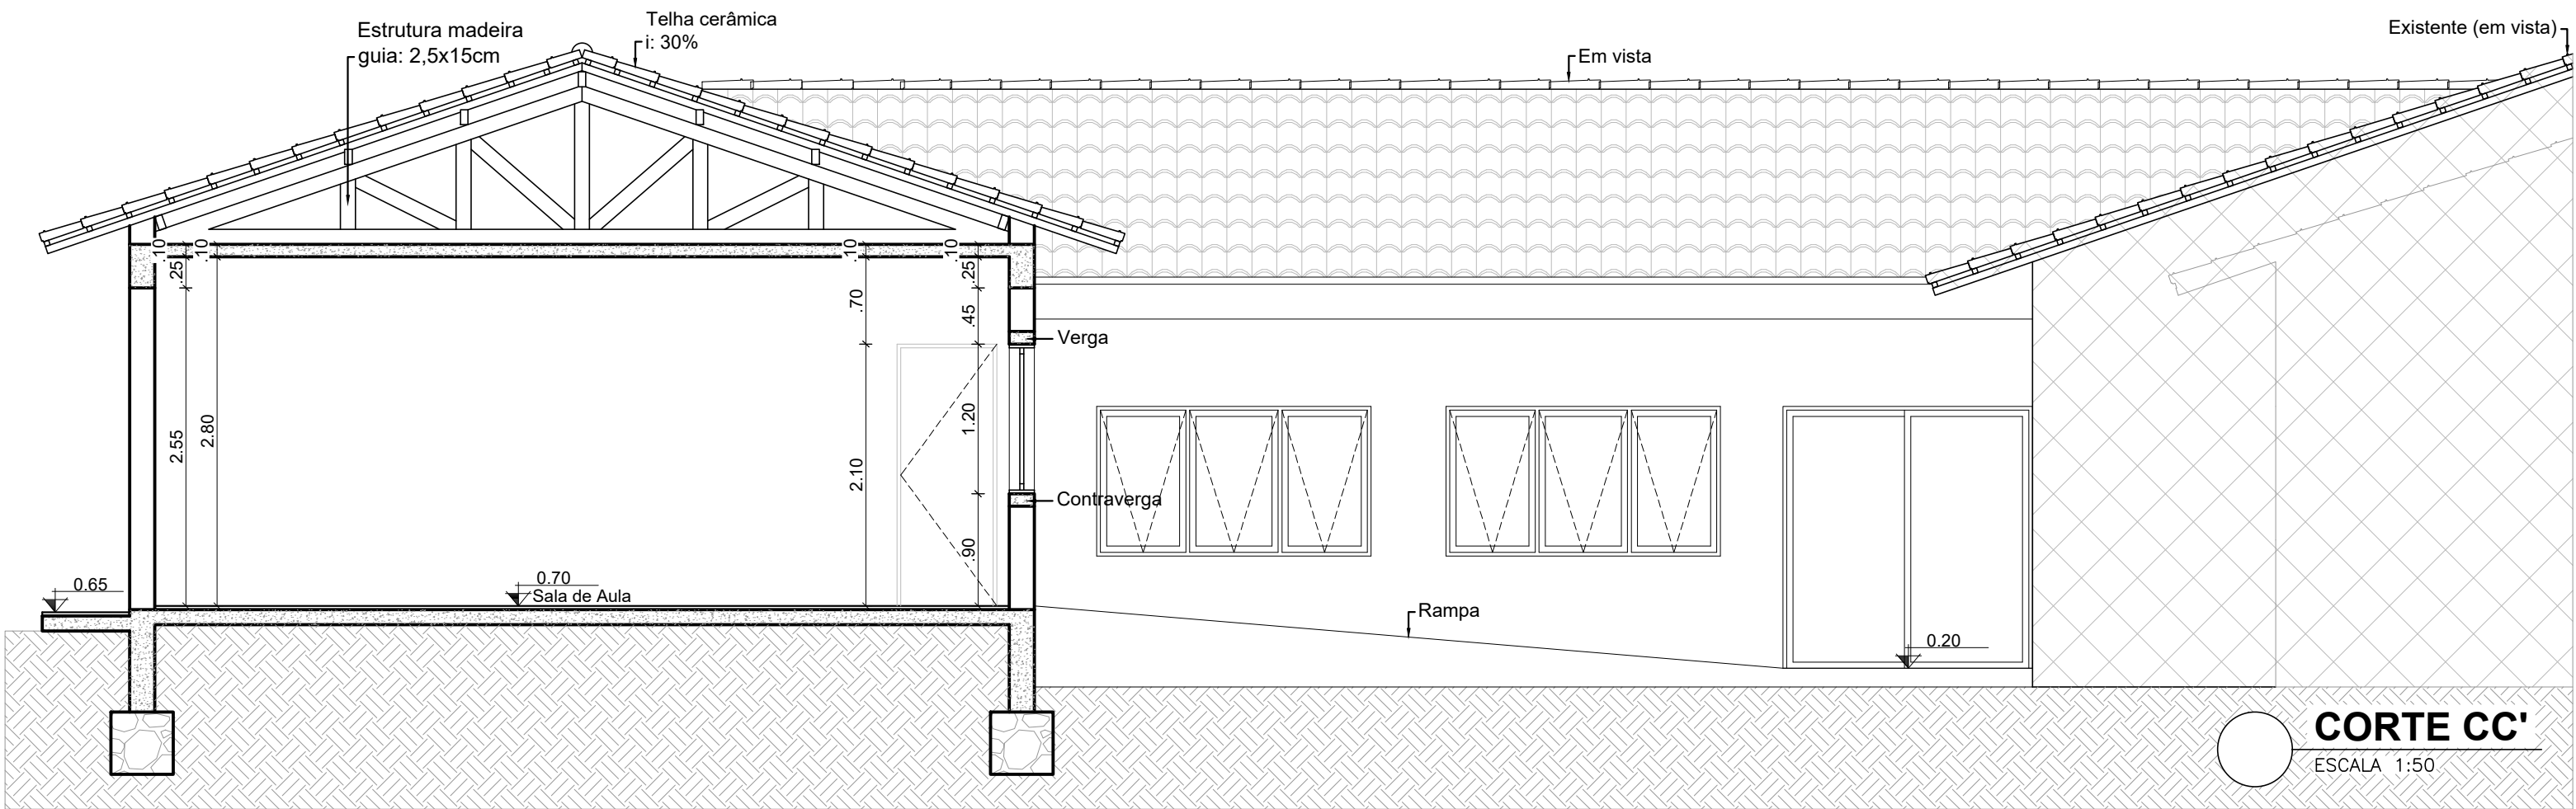 Estrutura madeira
guia: 2,5x15cm
Telha cerâmica
i: 30%
Em vista
Existente (em vista)
.10
.10
.10
.10
.25
.25
.70
.45
Verga
2.55
2.80
2.10
1.20
Contraverga
.90
0.65
0.70
Sala de Aula
Rampa
0.20
CORTE CC'
ESCALA 1:50